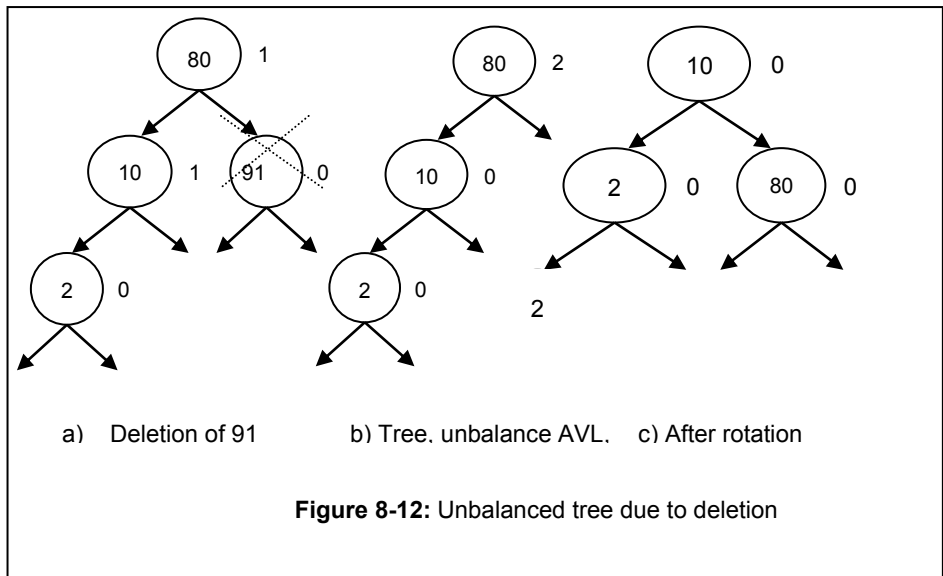 80 1
10 1
91 0
2 0
80 2
10 0
2 0
10 0
2 0
80 0
2
a) Deletion of 91
b) Tree, unbalance AVL,
c) After rotation
Figure 8-12: Unbalanced tree due to deletion